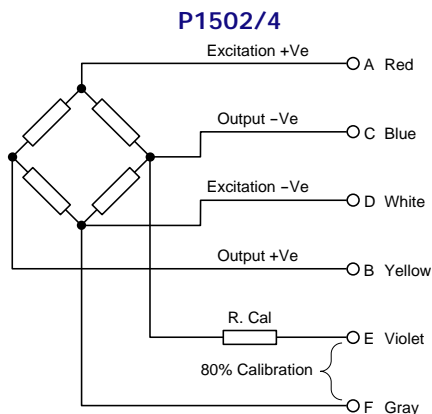 P1502/4
Excitation +Ve
A Red
Output –Ve
C Blue
Excitation –Ve
D White
Output +Ve
B Yellow
R. Cal
E Violet
80% Calibration
F Gray